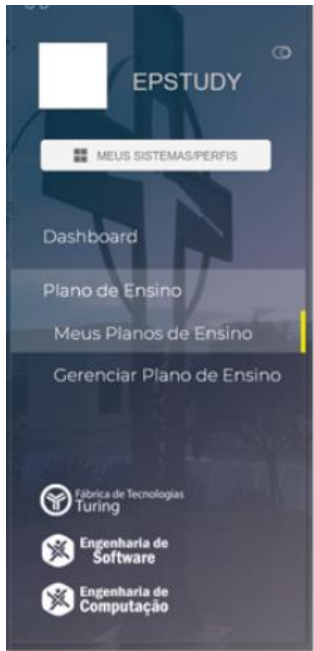 EPSTUDY
MEUS SISTEMAS/PERFIS
Dashboard
Plano de Ensino
Meus Planos de Ensino
Gerenciar Plano de Ensino
Fábrica de Tecnologias
Turing
Engenharia de
Software
Engenharia de
Computação